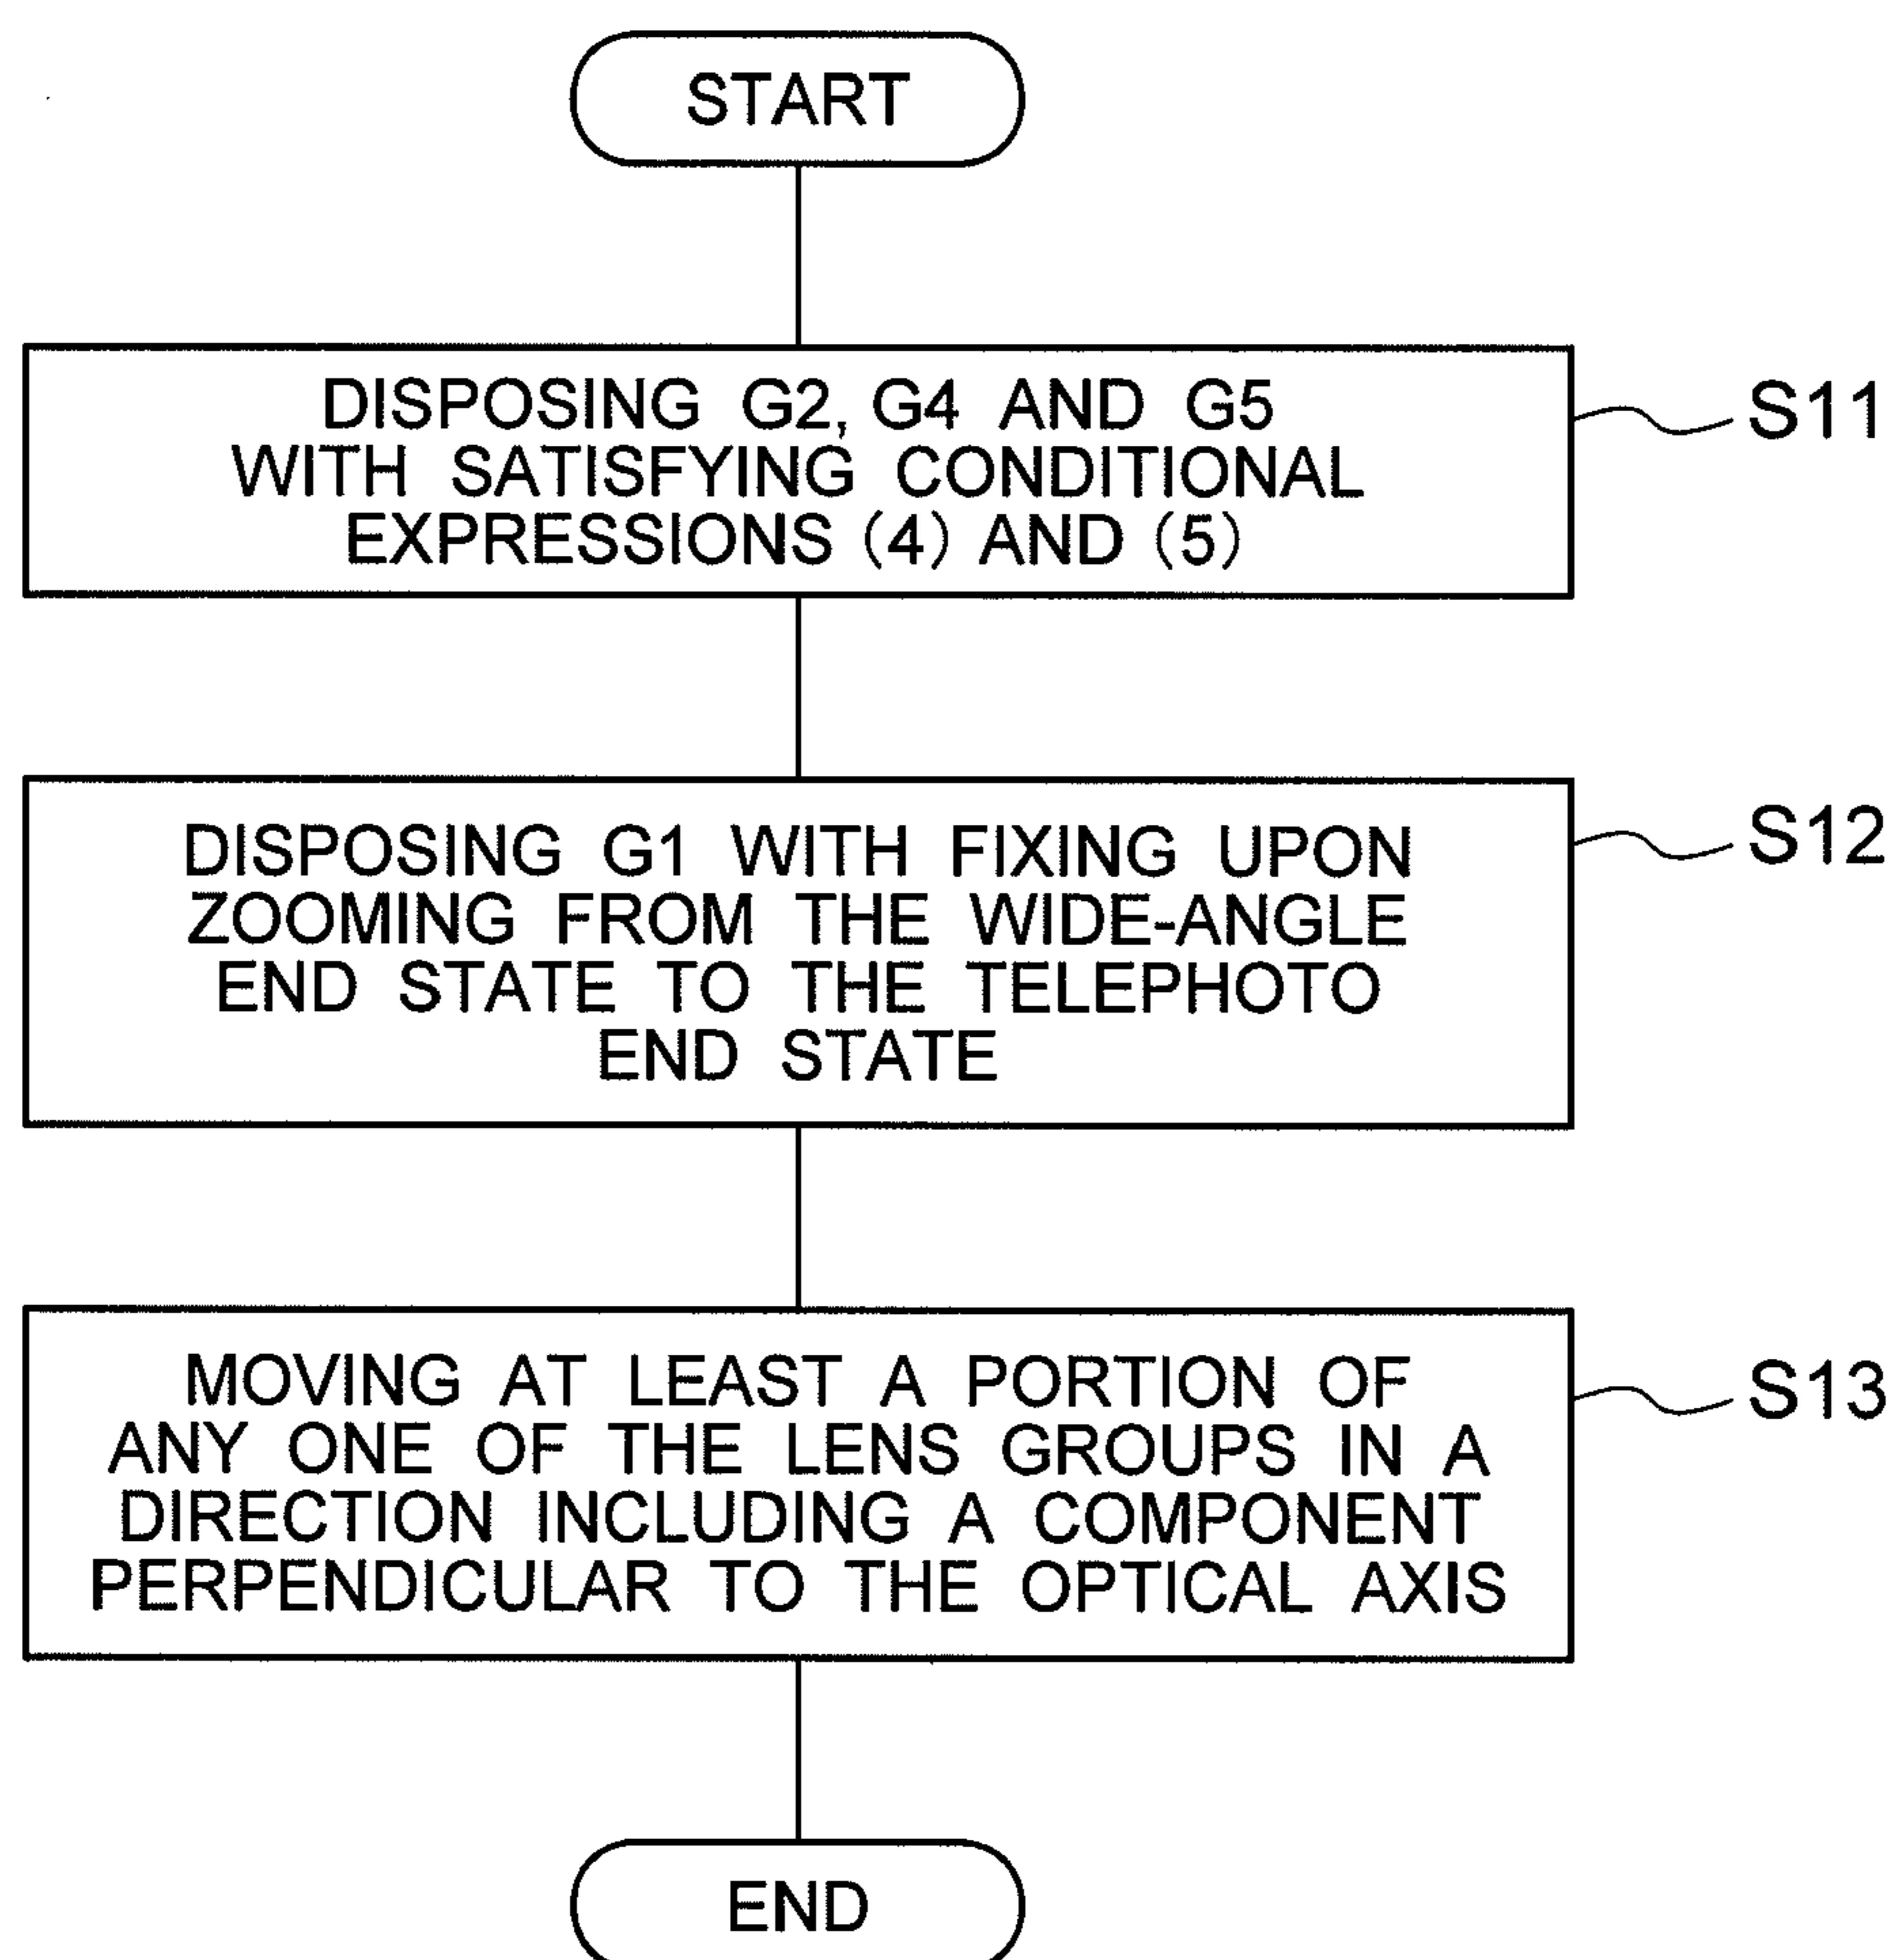 START
DISPOSING G2, G4 AND G5
WITH SATISFYING CONDITIONAL
EXPRESSIONS (4) AND (5)
S11
DISPOSING G1 WITH FIXING UPON
ZOOMING FROM THE WIDE-ANGLE
END STATE TO THE TELEPHOTO
END STATE
S12
MOVING AT LEAST A PORTION OF
ANY ONE OF THE LENS GROUPS IN A
DIRECTION INCLUDING A COMPONENT
PERPENDICULAR TO THE OPTICAL AXIS
S13
END